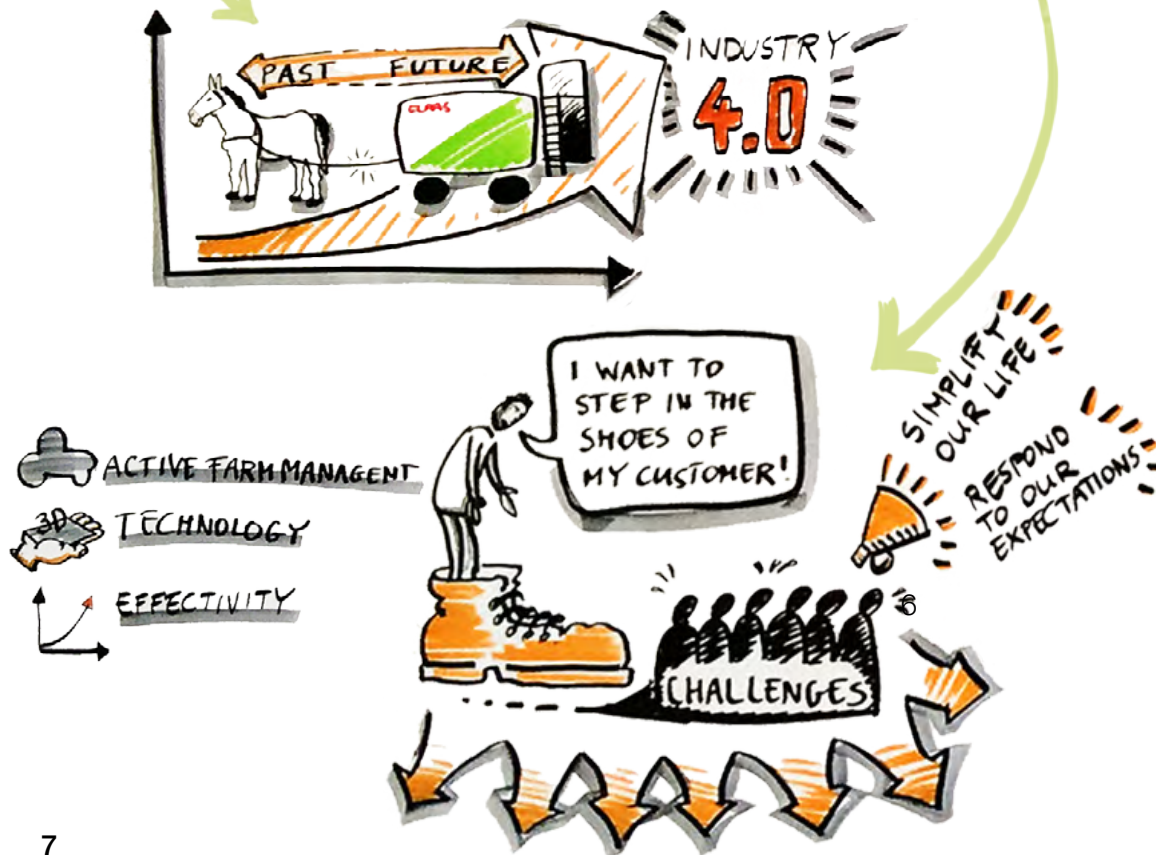 PAST FUTURE
CLAAS
INDUSTRY
4.0
I WANT TO
STEP IN THE
SHOES OF
MY CUSTOMER!
SIMPLIFY
OUR LIFE
RESPOND
TO OUR
EXPECTATIONS
ACTIVE FARM MANAGENT
3D
TECHNOLOGY
EFFECTIVITY
6
CHALLENGES
7